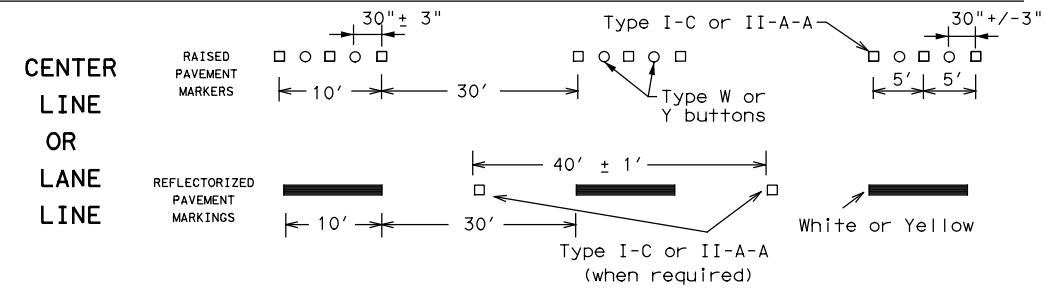 CENTER
LINE
OR
LANE
LINE
RAISED
PAVEMENT
MARKERS
30"± 3"
10'
30'
Type I-C or II-A-A
Type W or
Y buttons
30"+/-3"
5'
5'
REFLECTORIZED
PAVEMENT
MARKINGS
10'
30'
40' ± 1'
Type I-C or II-A-A
(when required)
White or Yellow